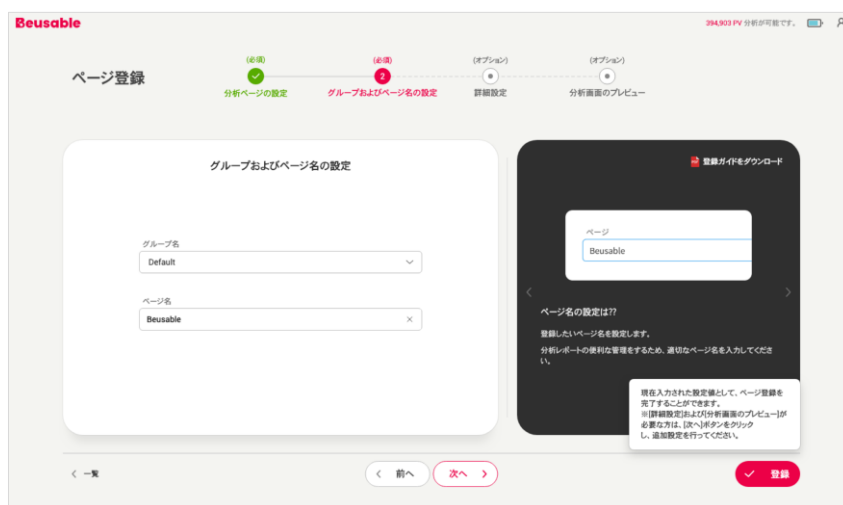 Beusable
394,903 PV 分析が可能です。
ページ登録
(必須)
分析ページの設定
(必須)
2
グループおよびページ名の設定
(オプション)
詳細設定
(オプション)
分析画面のプレビュー
グループおよびページ名の設定
グループ名
Default
ページ名
Beusable
登録ガイドをダウンロード
ページ
Beusable
ページ名の設定は??
登録したいページ名を設定します。
分析レポートの便利な管理をするため、適切なページ名を入力してくださ
い。
現在入力された設定値として、ページ登録を
完了することができます。
※[詳細設定]および[分析画面のプレビュー]が
必要な方は、[次へ]ボタンをクリック
し、追加設定を行ってください。
一覧
前へ
次へ
登録